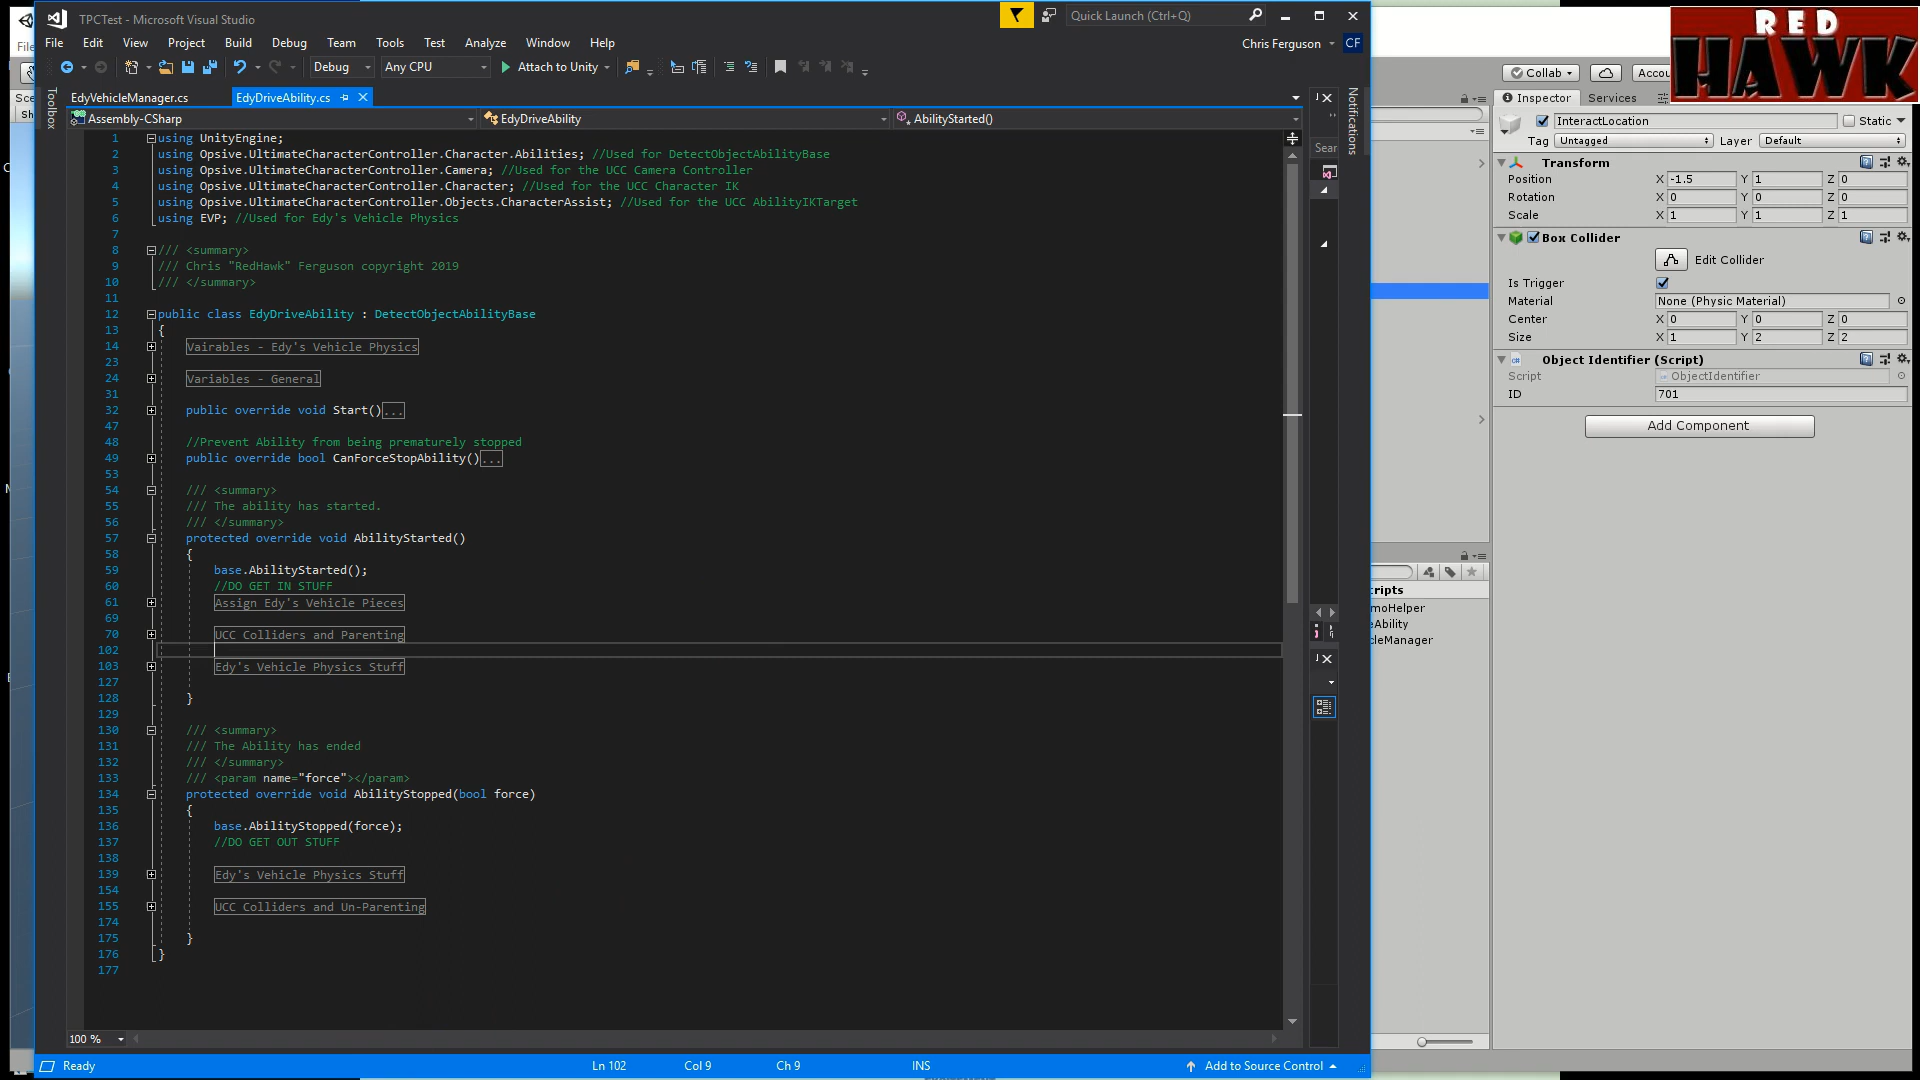 TPCTest - Microsoft Visual Studio
Quick Launch (Ctrl+Q)
File Edit View Project Build Debug Team Tools Test Analyze Window Help
Chris Ferguson CF
Debug Any CPU Attach to Unity
EdyVehicleManager.cs EdyDriveAbility.cs
Toolbox
Notifications
Assembly-CSharp EdyDriveAbility AbilityStarted()
1 using UnityEngine;
2 using Opsive.UltimateCharacterController.Character.Abilities; //Used for DetectObjectAbilityBase
3 using Opsive.UltimateCharacterController.Camera; //Used for the UCC Camera Controller
4 using Opsive.UltimateCharacterController.Character; //Used for the UCC Character IK
5 using Opsive.UltimateCharacterController.Objects.CharacterAssist; //Used for the UCC AbilityIKTarget
6 using EVP; //Used for Edy's Vehicle Physics
7
8 /// <summary>
9 /// Chris "RedHawk" Ferguson copyright 2019
10 /// </summary>
11
12 public class EdyDriveAbility : DetectObjectAbilityBase
13 {
14 Vairables - Edy's Vehicle Physics
23
24 Variables - General
31
32 public override void Start()...
47
48 //Prevent Ability from being prematurely stopped
49 public override bool CanForceStopAbility()...
53
54 /// <summary>
55 /// The ability has started.
56 /// </summary>
57 protected override void AbilityStarted()
58 {
59 base.AbilityStarted();
60 //DO GET IN STUFF
61 Assign Edy's Vehicle Pieces
69
70 UCC Colliders and Parenting
102
103 Edy's Vehicle Physics Stuff
127
128 }
129
130 /// <summary>
131 /// The Ability has ended
132 /// </summary>
133 /// <param name="force"></param>
134 protected override void AbilityStopped(bool force)
135 {
136 base.AbilityStopped(force);
137 //DO GET OUT STUFF
138
139 Edy's Vehicle Physics Stuff
154
155 UCC Colliders and Un-Parenting
174
175 }
176 }
177
100 %
Ready Ln 102 Col 9 Ch 9 INS Add to Source Control
Sear
File
Sce
Sh
RED
HAWK
Collab Accou
Inspector Services
InteractLocation Static
Tag Untagged Layer Default
Transform
Position X -1.5 Y 1 Z 0
Rotation X 0 Y 0 Z 0
Scale X 1 Y 1 Z 1
Box Collider
Edit Collider
Is Trigger
Material None (Physic Material)
Center X 0 Y 0 Z 0
Size X 1 Y 2 Z 2
Object Identifier (Script)
Script ObjectIdentifier
ID 701
Add Component
cripts
moHelper
eAbility
cleManager